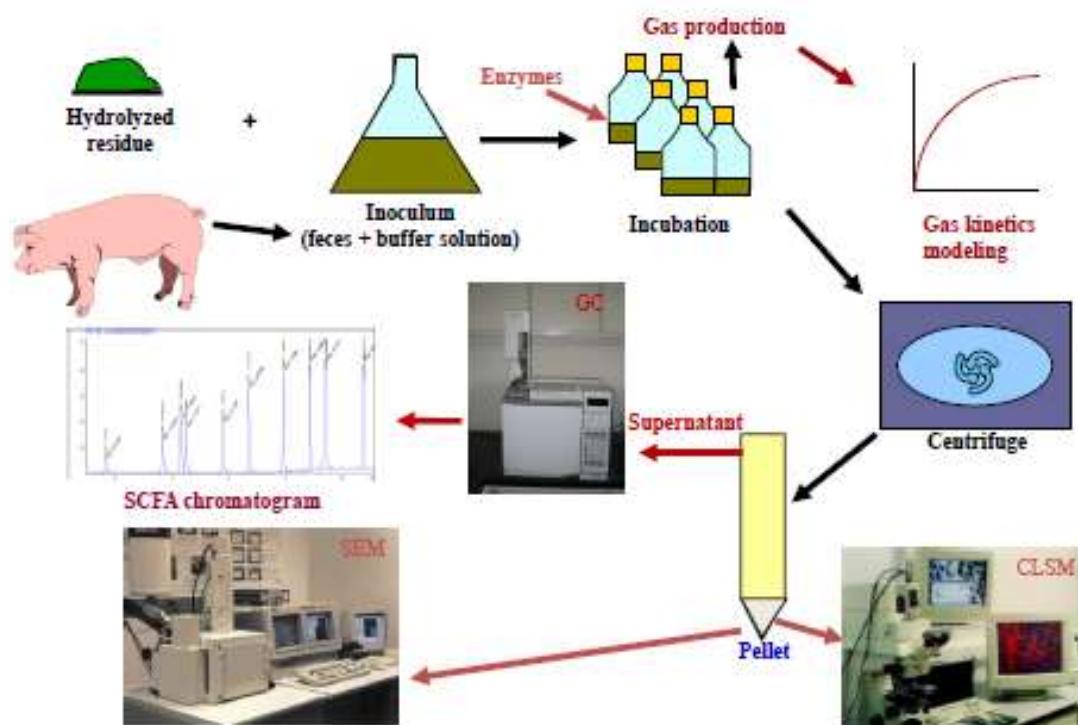 Gas production
Enzymes
Hydrolyzed
residue
+
Inoculum
(feces + buffer solution)
Incubation
Gas kinetics
modeling
GC
Supernatant
Centrifuge
SCFA chromatogram
SEM
CLSM
Pellet